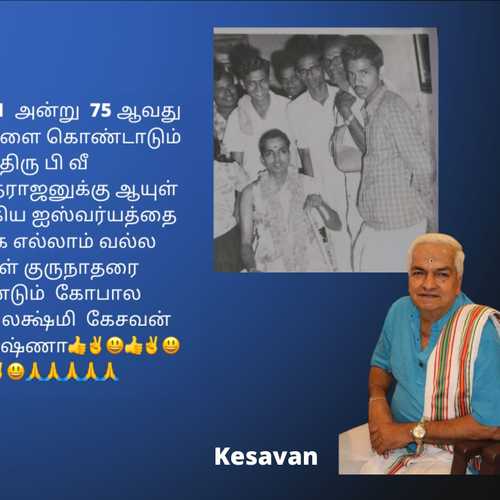 அன்று 75 ஆவது
கொண்டாடும்
திரு பி வீ
ராஜனுக்கு ஆயுள்
ஐஸ்வர்யத்தை
எல்லாம் வல்ல
குருநாதரை
கோபால
லக்ஷ்மி கேசவன்
ஷ்ணா👍✌😃👍✌😃
😃🙏🙏🙏🙏🙏
Kesavan